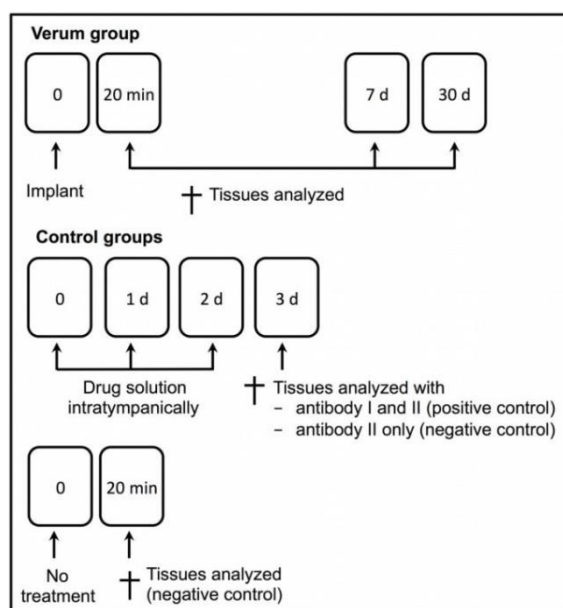 Verum group
0 20 min 7 d 30 d
Implant
Tissues analyzed
Control groups
0 1 d 2 d 3 d
Drug solution
intratympanically
Tissues analyzed with
- antibody I and II (positive control)
- antibody II only (negative control)
0 20 min
No
treatment
Tissues analyzed
(negative control)